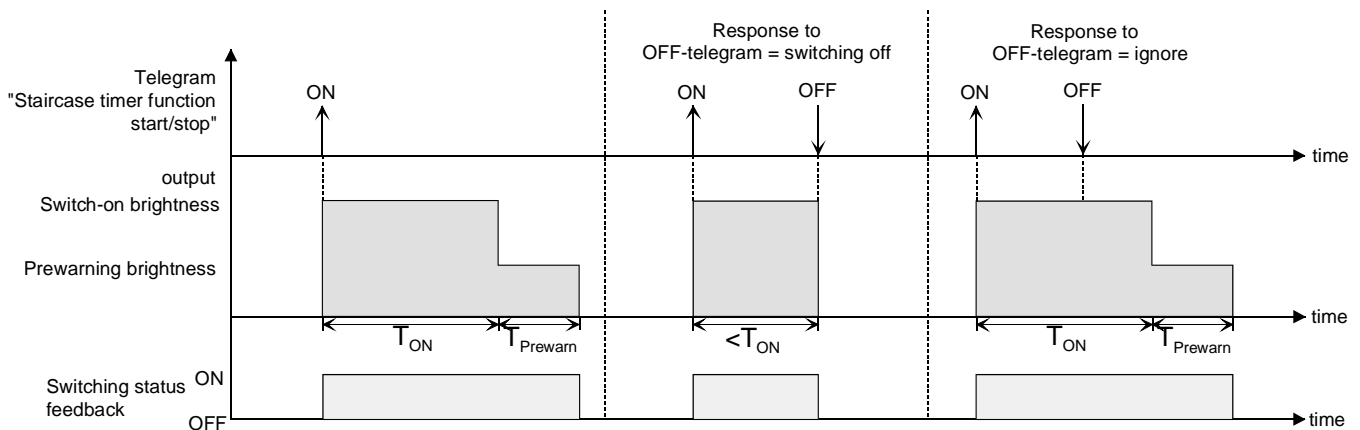 Response to
OFF-telegram = switching off
Response to
OFF-telegram = ignore
Telegram
"Staircase timer function
start/stop"
ON
ON
OFF
ON
OFF
time
output
Switch-on brightness
Prewarning brightness
time
TON
TPrewarn
<TON
TON
TPrewarn
Switching status
feedback
ON
OFF
time